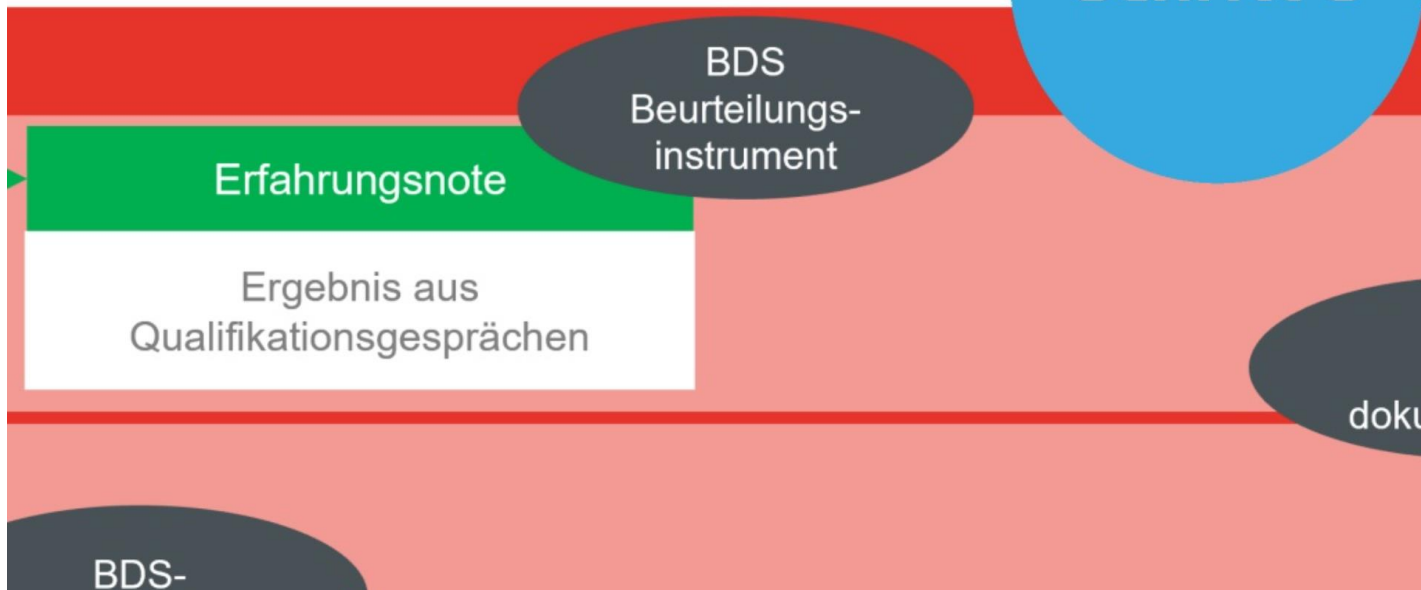 BDS
Beurteilungs-
instrument
Erfahrungsnote
Ergebnis aus
Qualifikationsgesprächen
BDS-